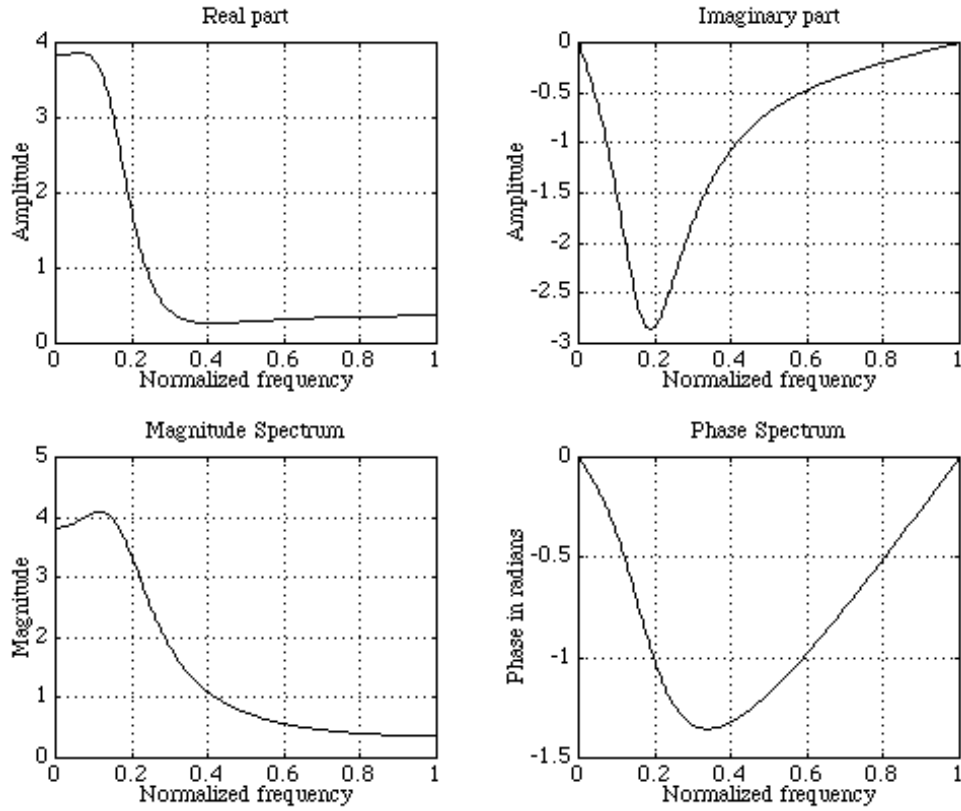 Real part
4
3
2
1
0
Amplitude
0 0.2 0.4 0.6 0.8 1
Normalized frequency
Imaginary part
0
-0.5
-1
-1.5
-2
-2.5
-3
Amplitude
0 0.2 0.4 0.6 0.8 1
Normalized frequency
Magnitude Spectrum
5
4
3
2
1
0
Magnitude
0 0.2 0.4 0.6 0.8 1
Normalized frequency
Phase Spectrum
0
-0.5
-1
-1.5
Phase in radians
0 0.2 0.4 0.6 0.8 1
Normalized frequency